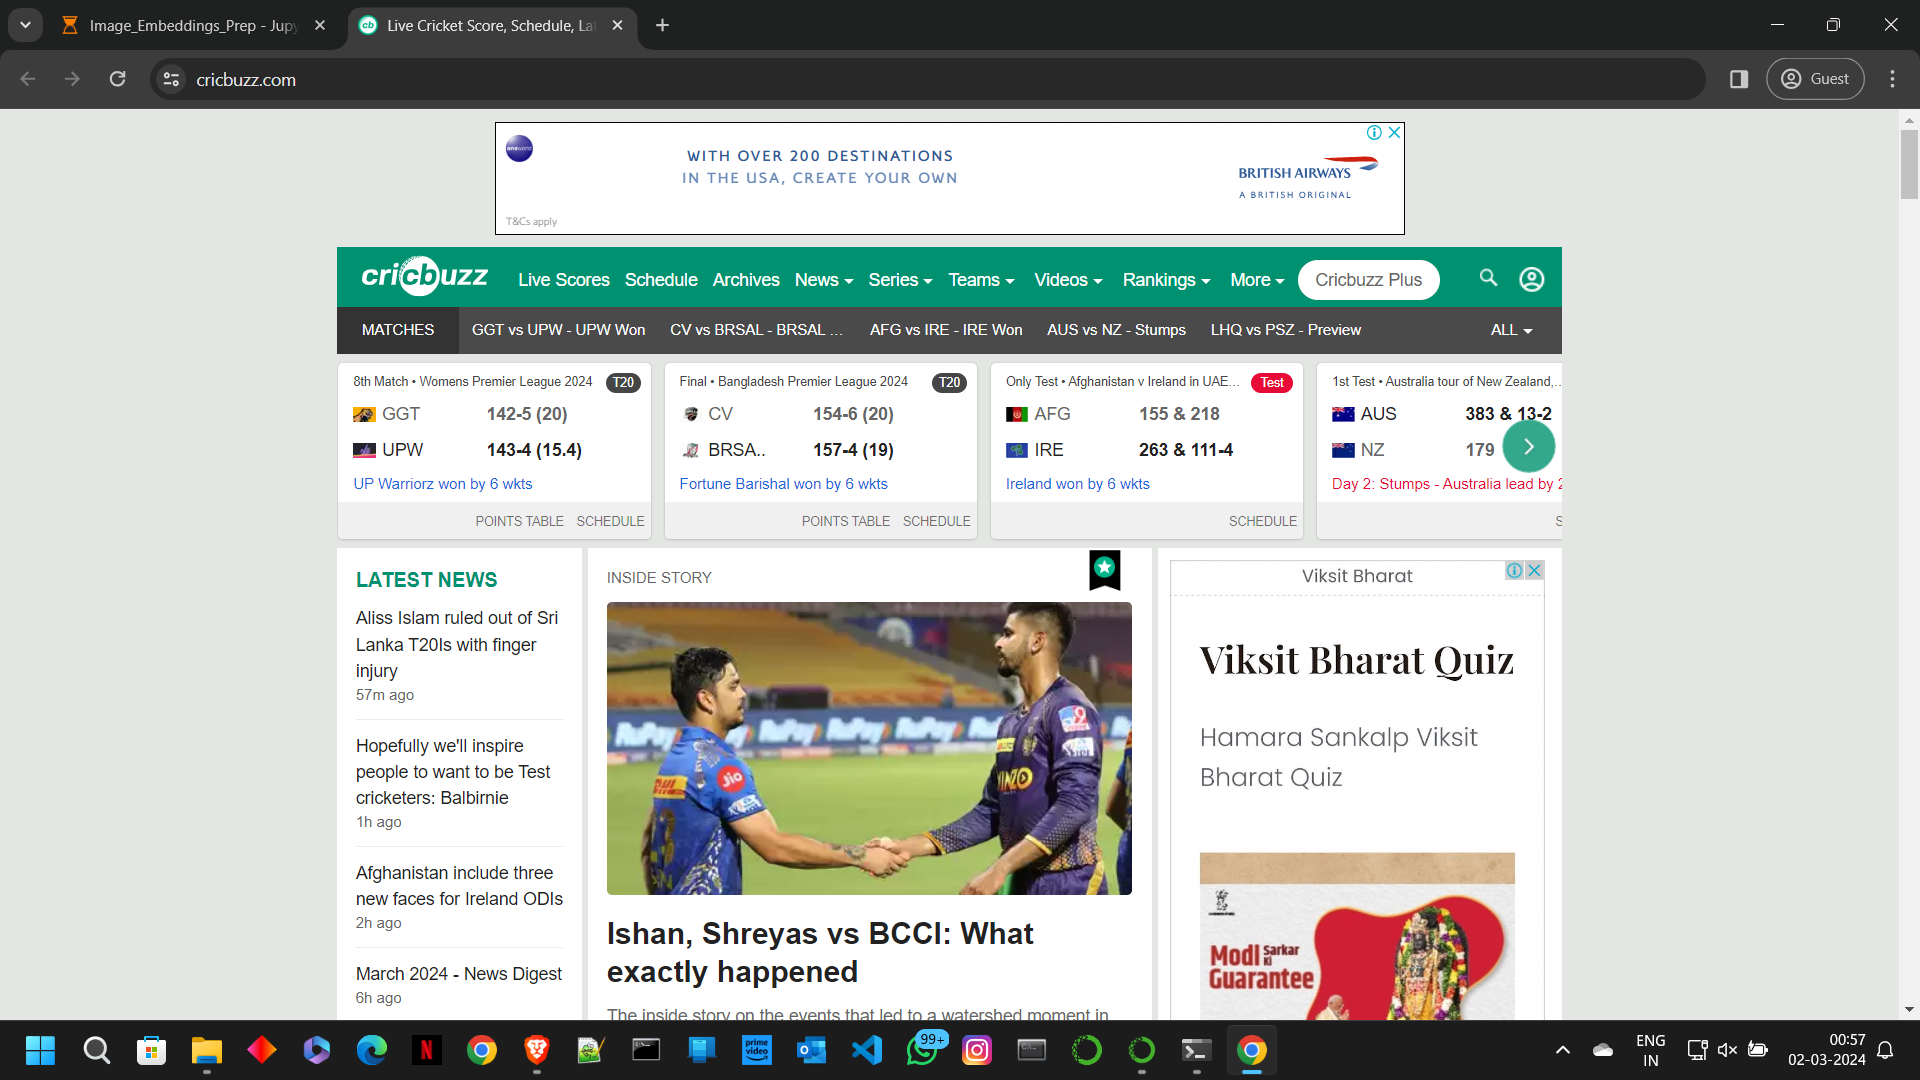 Image_Embeddings_Prep - Jupy
Live Cricket Score, Schedule, La
cricbuzz.com
Guest
oneworld
WITH OVER 200 DESTINATIONS
IN THE USA, CREATE YOUR OWN
T&Cs apply
BRITISH AIRWAYS
A BRITISH ORIGINAL
cricbuzz
Live Scores Schedule Archives News Series Teams Videos Rankings More Cricbuzz Plus
MATCHES GGT vs UPW - UPW Won CV vs BRSAL - BRSAL ... AFG vs IRE - IRE Won AUS vs NZ - Stumps LHQ vs PSZ - Preview ALL
8th Match • Womens Premier League 2024 T20
GGT 142-5 (20)
UPW 143-4 (15.4)
UP Warriorz won by 6 wkts
POINTS TABLE SCHEDULE
Final • Bangladesh Premier League 2024 T20
CV 154-6 (20)
BRSA.. 157-4 (19)
Fortune Barishal won by 6 wkts
POINTS TABLE SCHEDULE
Only Test • Afghanistan v Ireland in UAE... Test
AFG 155 & 218
IRE 263 & 111-4
Ireland won by 6 wkts
SCHEDULE
1st Test • Australia tour of New Zealand,...
AUS 383 & 13-2
NZ 179
Day 2: Stumps - Australia lead by 2
S
LATEST NEWS
Aliss Islam ruled out of Sri
Lanka T20Is with finger
injury
57m ago
Hopefully we'll inspire
people to want to be Test
cricketers: Balbirnie
1h ago
Afghanistan include three
new faces for Ireland ODIs
2h ago
March 2024 - News Digest
6h ago
INSIDE STORY
RuPay RuPay RuPay
Jio
Ishan, Shreyas vs BCCI: What
exactly happened
The inside story on the events that led to a watershed moment in
Viksit Bharat
Viksit Bharat Quiz
Hamara Sankalp Viksit
Bharat Quiz
Modi Sarkar
Ki
Guarantee
prime
video
99+
ENG
IN
00:57
02-03-2024